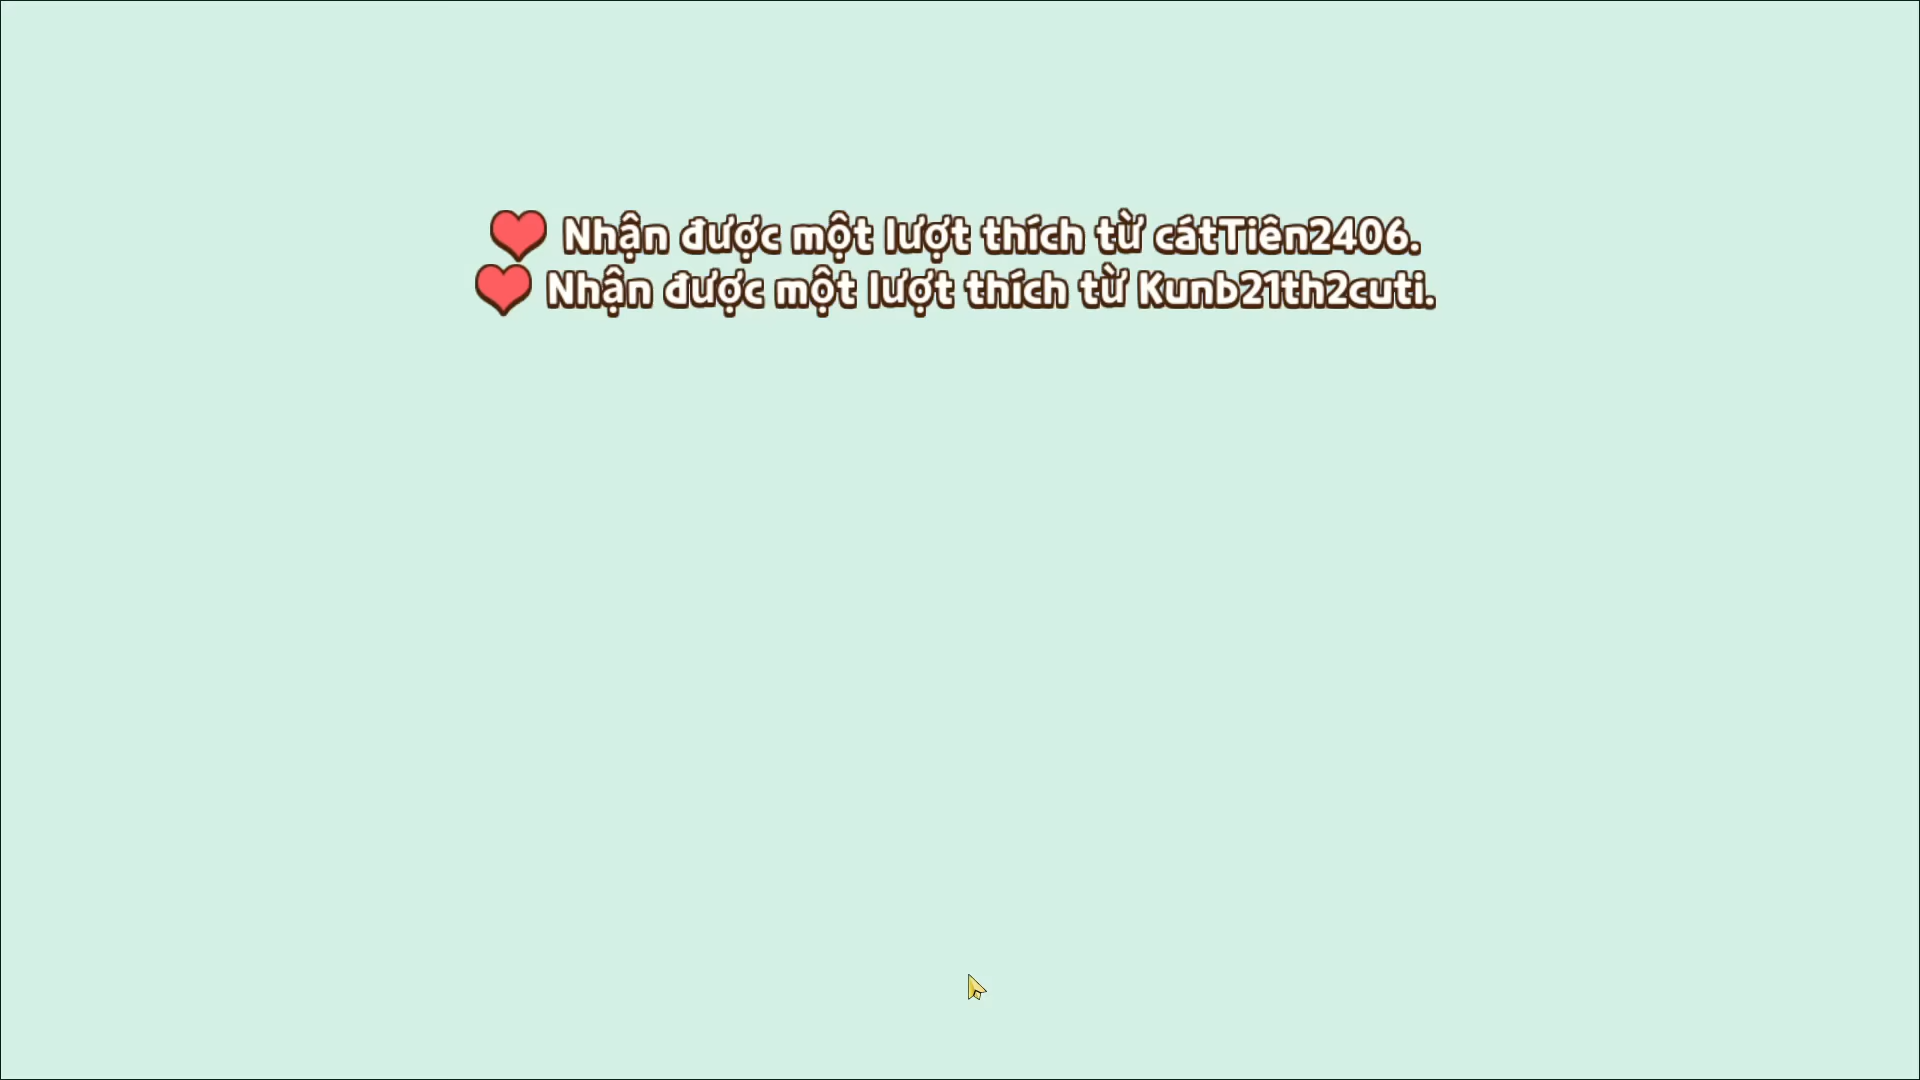 Nhận được một lượt thích từ cátTiên2406.
Nhận được một lượt thích từ Kunb21th2cuti.